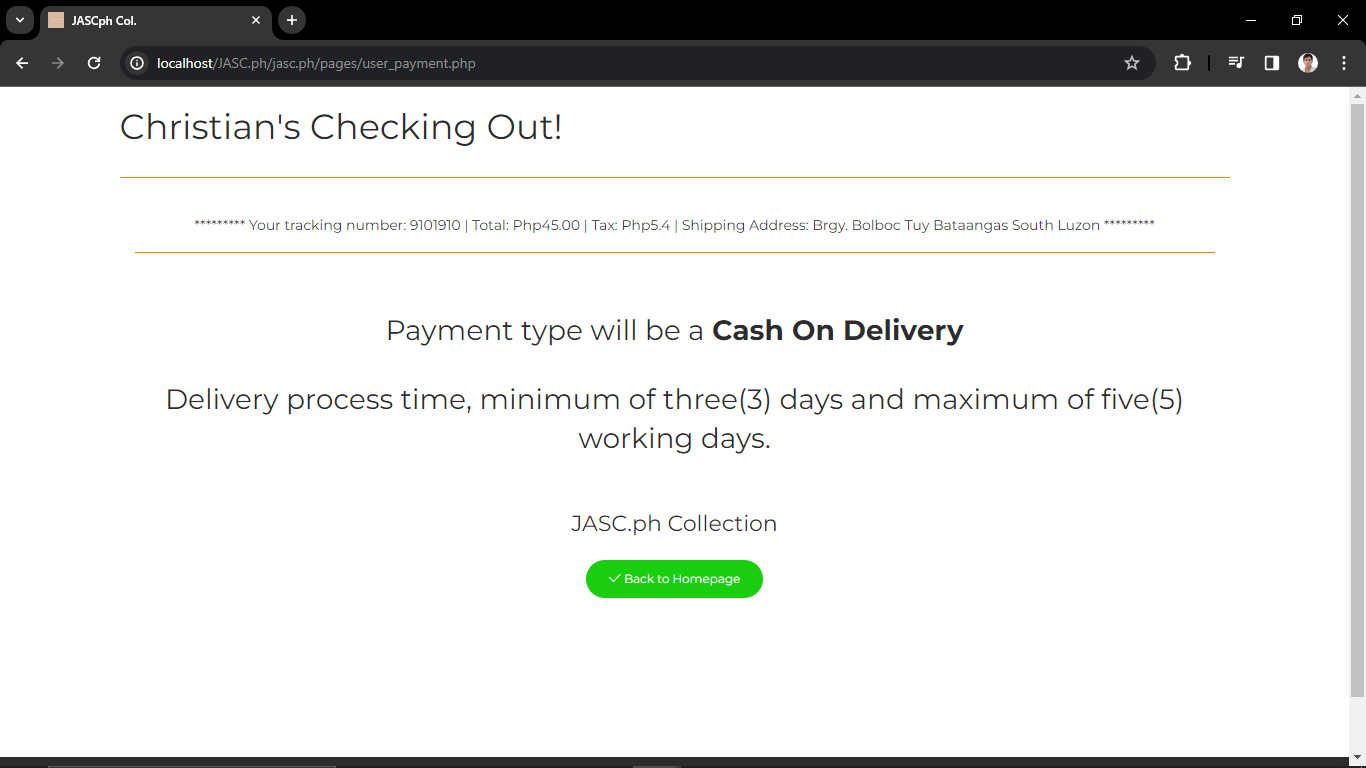 JASCph Col.
localhost/JASC.ph/jasc.ph/pages/user_payment.php
Christian's Checking Out!
********* Your tracking number: 9101910 | Total: Php45.00 | Tax: Php5.4 | Shipping Address: Brgy. Bolboc Tuy Bataangas South Luzon *********
Payment type will be a Cash On Delivery
Delivery process time, minimum of three(3) days and maximum of five(5)
working days.
JASC.ph Collection
Back to Homepage